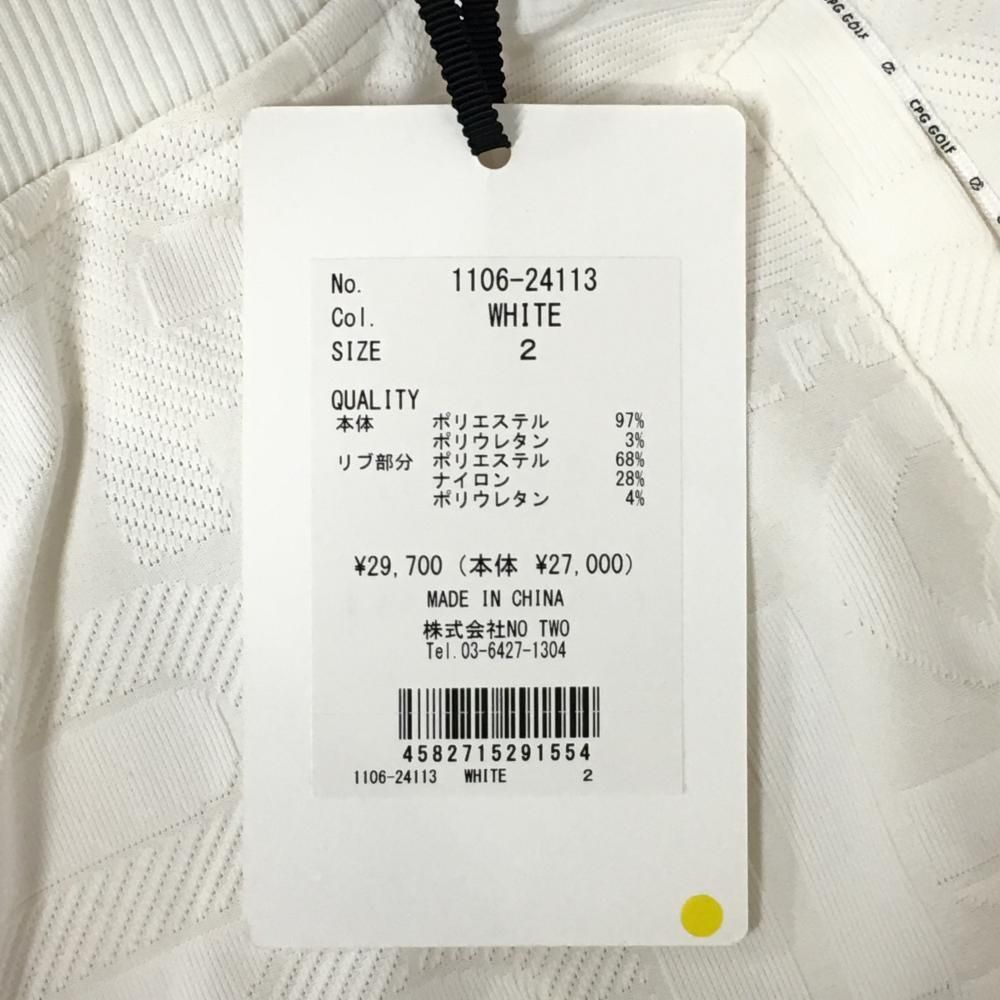 CPG GOLF
CPG GOLF
No. 1106-24113
Col. WHITE
SIZE 2
QUALITY
本体 ポリエステル 97%
ポリウレタン 3%
リブ部分 ポリエステル 68%
ナイロン 28%
ポリウレタン 4%
¥29,700 (本体 ¥27,000)
MADE IN CHINA
株式会社NO TWO
Tel.03-6427-1304
4582715291554
1106-24113 WHITE 2